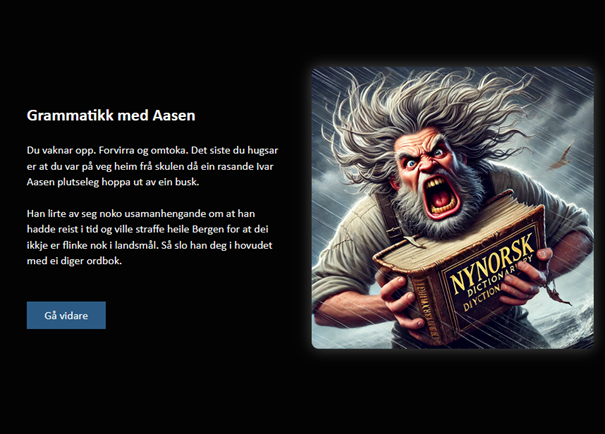 Grammatikk med Aasen
Du vaknar opp. Forvirra og omtoka. Det siste du hugsar
er at du var på veg heim frå skulen då ein rasande Ivar
Aasen plutseleg hoppa ut av ein busk.
Han lirte av seg noko usamanhengande om at han
hadde reist i tid og ville straffe heile Bergen for at dei
ikkje er flinke nok i landsmål. Så slo han deg i hovudet
med ei diger ordbok.
Gå vidare
NYNORSK